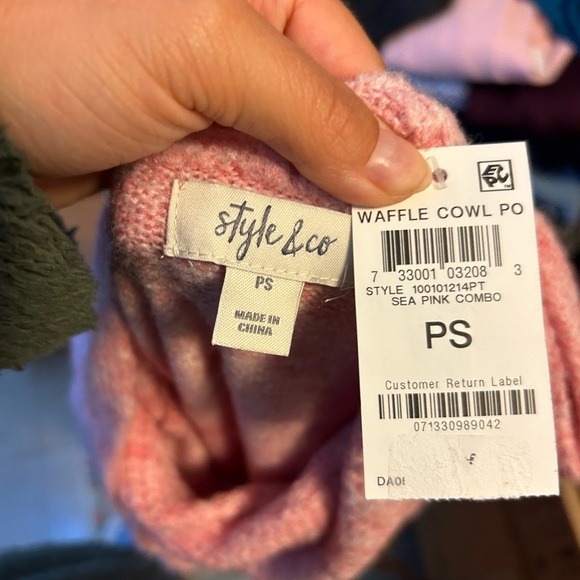 style & co
PS
MADE IN
CHINA
WAFFLE COWL PO
7 33001 03208 3
STYLE 100101214PT
SEA PINK COMBO
PS
Customer Return Label
071330989042